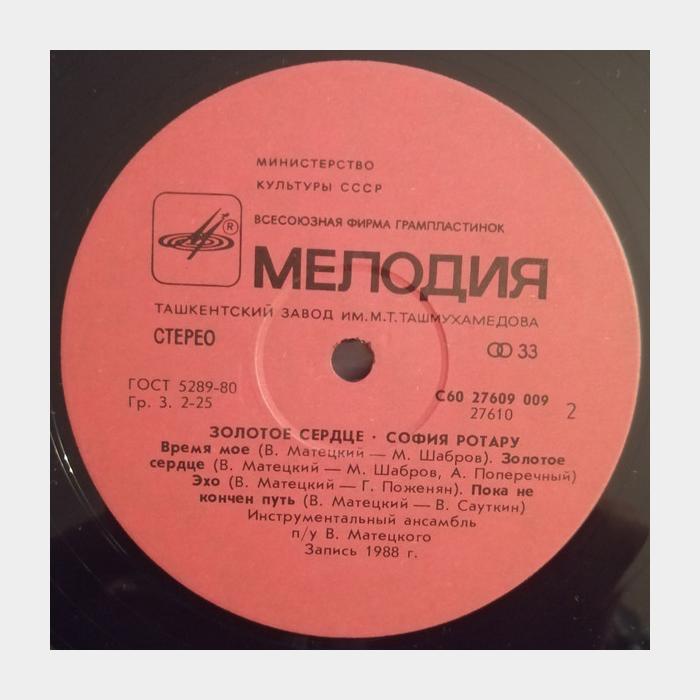 МИНИСТЕРСТВО
КУЛЬТУРЫ СССР
ВСЕСОЮЗНАЯ ФИРМА ГРАМПЛАСТИНОК
®
МЕЛОДИЯ
ТАШКЕНТСКИЙ ЗАВОД ИМ.М.Т.ТАШМУХАМЕДОВА
СТЕРЕО
33
ГОСТ 5289-80
Гр. 3. 2-25
С60 27609 009
27610
2
ЗОЛОТОЕ СЕРДЦЕ · СОФИЯ РОТАРУ
Время мое (В. Матецкий — М. Шабров). Золотое
сердце (В. Матецкий — М. Шабров, А. Поперечный)
Эхо (В. Матецкий — Г. Поженян). Пока не
кончен путь (В. Матецкий — В. Сауткин)
Инструментальный ансамбль
п/у В. Матецкого
Запись 1988 г.